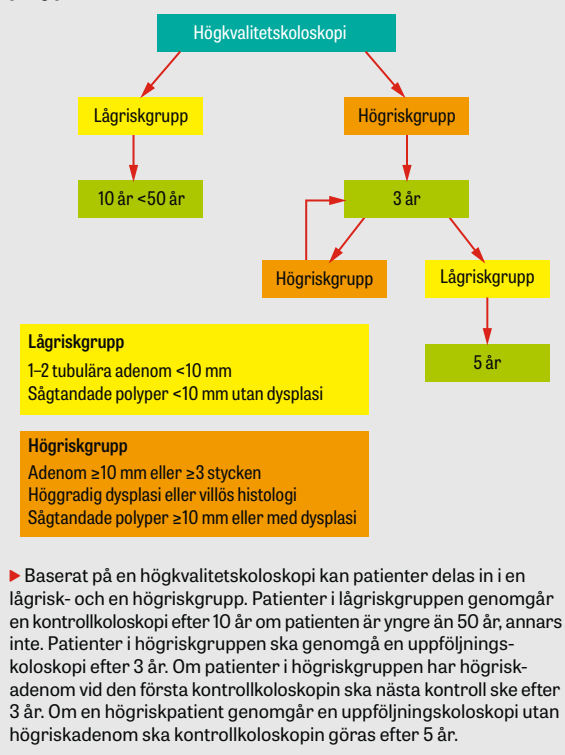 Högkvalitetskoloskopi
Lågriskgrupp
Högriskgrupp
10 år <50 år
3 år
Högriskgrupp
Lågriskgrupp
5 år
Lågriskgrupp
1–2 tubulära adenom <10 mm
Sågtandade polyper <10 mm utan dysplasi
Högriskgrupp
Adenom ≥10 mm eller ≥3 stycken
Höggradig dysplasi eller villös histologi
Sågtandade polyper ≥10 mm eller med dysplasi
▶ Baserat på en högkvalitetskoloskopi kan patienter delas in i en
lågrisk- och en högriskgrupp. Patienter i lågriskgruppen genomgår
en kontrollkoloskopi efter 10 år om patienten är yngre än 50 år, annars
inte. Patienter i högriskgruppen ska genomgå en uppföljnings-
koloskopi efter 3 år. Om patienter i högriskgruppen har högrisk-
adenom vid den första kontrollkoloskopin ska nästa kontroll ske efter
3 år. Om en högriskpatient genomgår en uppföljningskoloskopi utan
högriskadenom ska kontrollkoloskopin göras efter 5 år.